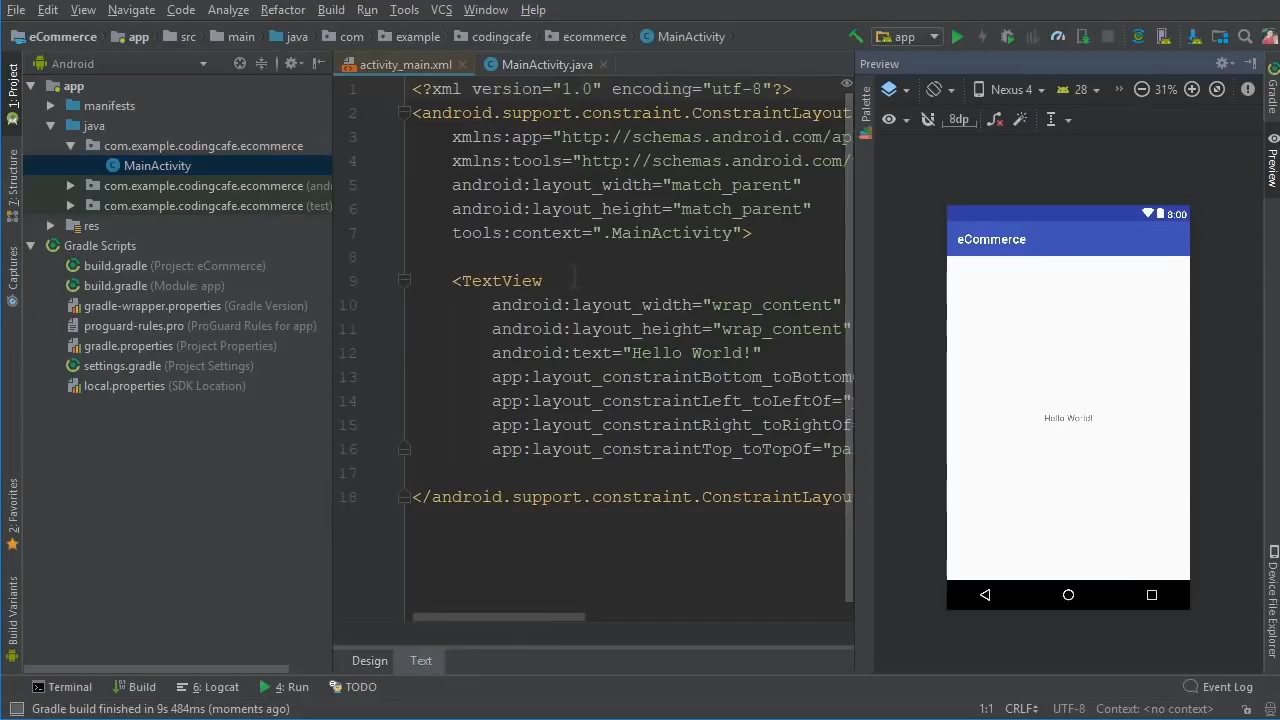 File Edit View Navigate Code Analyze Refactor Build Run Tools VCS Window Help
eCommerce app src main java com example codingcafe ecommerce MainActivity app
1: Project
7: Structure
Captures
2: Favorites
Build Variants
Android
app
manifests
java
com.example.codingcafe.ecommerce
MainActivity
com.example.codingcafe.ecommerce (and
com.example.codingcafe.ecommerce (test)
res
Gradle Scripts
build.gradle (Project: eCommerce)
build.gradle (Module: app)
gradle-wrapper.properties (Gradle Version)
proguard-rules.pro (ProGuard Rules for app)
gradle.properties (Project Properties)
settings.gradle (Project Settings)
local.properties (SDK Location)
activity_main.xml MainActivity.java
1 <?xml version="1.0" encoding="utf-8"?>
2 <android.support.constraint.ConstraintLayout
3 xmlns:app="http://schemas.android.com/ap
4 xmlns:tools="http://schemas.android.com/
5 android:layout_width="match_parent"
6 android:layout_height="match_parent"
7 tools:context=".MainActivity">
8
9 <TextView
10 android:layout_width="wrap_content"
11 android:layout_height="wrap_content"
12 android:text="Hello World!"
13 app:layout_constraintBottom_toBottomO
14 app:layout_constraintLeft_toLeftOf="
15 app:layout_constraintRight_toRightOf
16 app:layout_constraintTop_toTopOf="pa
17
18 </android.support.constraint.ConstraintLayou
Design Text
Preview
Palette
Nexus 4 28 » 31%
8dp
8:00
eCommerce
Hello World!
Gradle
Preview
Device File Explorer
Terminal Build 6: Logcat 4: Run TODO Event Log
Gradle build finished in 9s 484ms (moments ago) 1:1 CRLF UTF-8 Context: <no context>